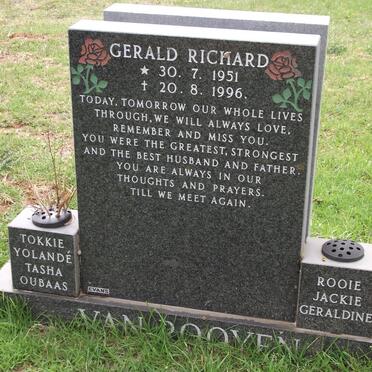 GERALD RICHARD
★ 30. 7. 1951
† 20. 8. 1996.
TODAY, TOMORROW OUR WHOLE LIVES
THROUGH, WE WILL ALWAYS LOVE,
REMEMBER AND MISS YOU.
YOU WERE THE GREATEST, STRONGEST
AND THE BEST HUSBAND AND FATHER.
YOU ARE ALWAYS IN OUR
THOUGHTS AND PRAYERS.
TILL WE MEET AGAIN.
TOKKIE
YOLANDÉ
TASHA
OUBAAS
ROOIE
JACKIE
GERALDINE
EVANS
VAN ROOYEN